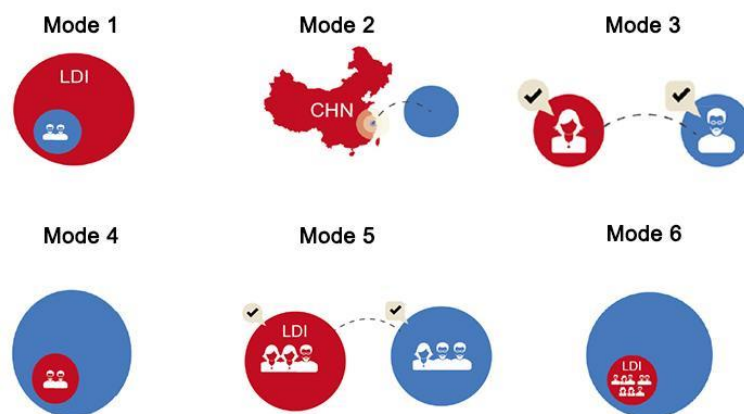 Mode 1
Mode 2
Mode 3
LDI
CHN
Mode 4
Mode 5
Mode 6
LDI
LDI